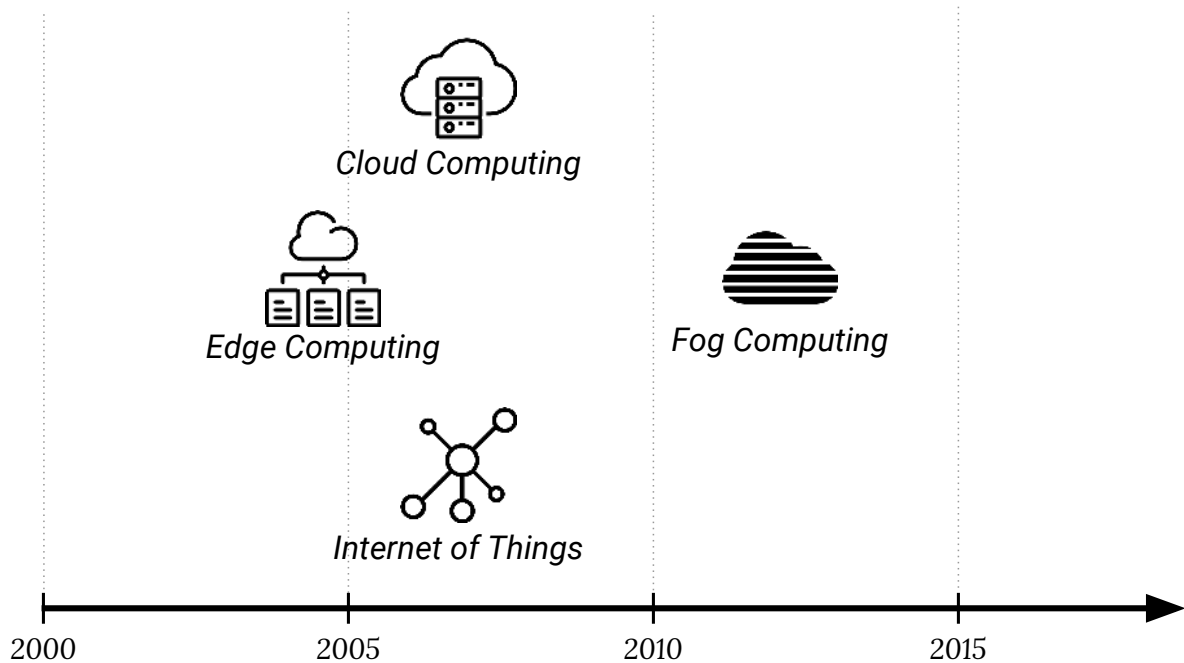 Cloud Computing
Edge Computing
Fog Computing
Internet of Things
2000
2005
2010
2015